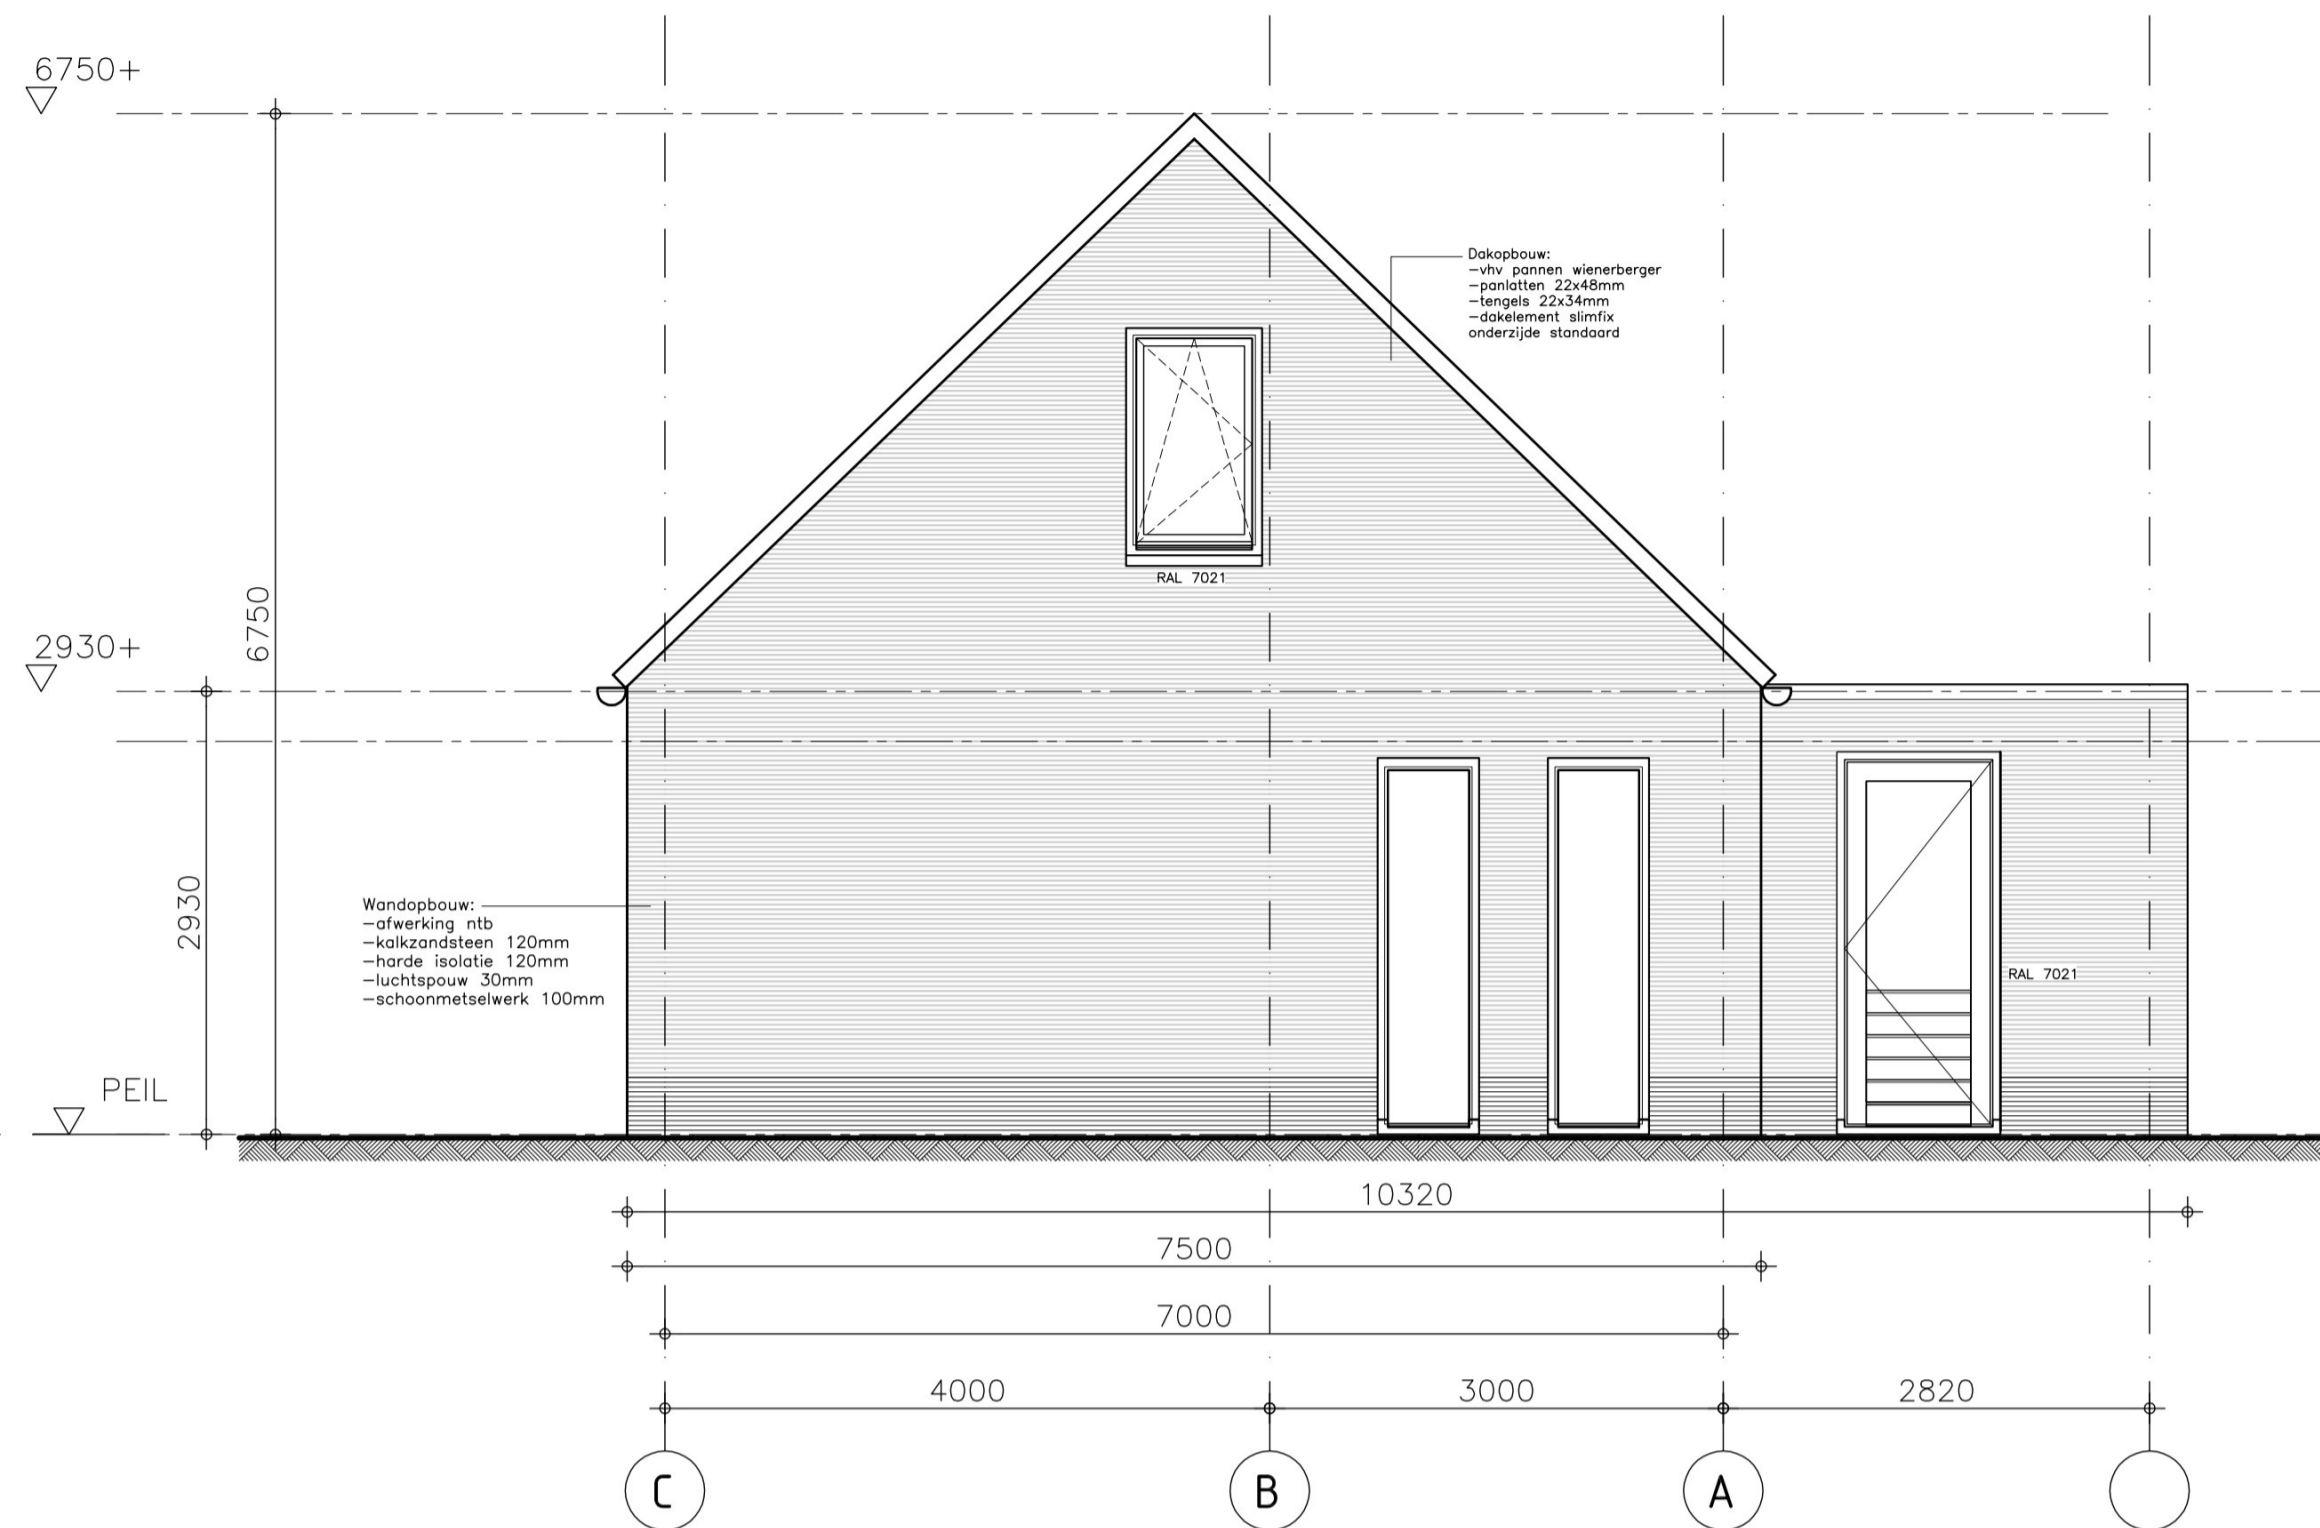 6750+
Dakopbouw:
-vhv pannen wienerberger
-panlatten 22x48mm
-tengels 22x34mm
-dakelement slimfix
onderzijde standaard
RAL 7021
6750
2930+
2930
Wandopbouw:
-afwerking ntb
-kalkzandsteen 120mm
-harde isolatie 120mm
-luchtspouw 30mm
-schoonmetselwerk 100mm
RAL 7021
PEIL
10320
7500
7000
4000
3000
2820
C
B
A